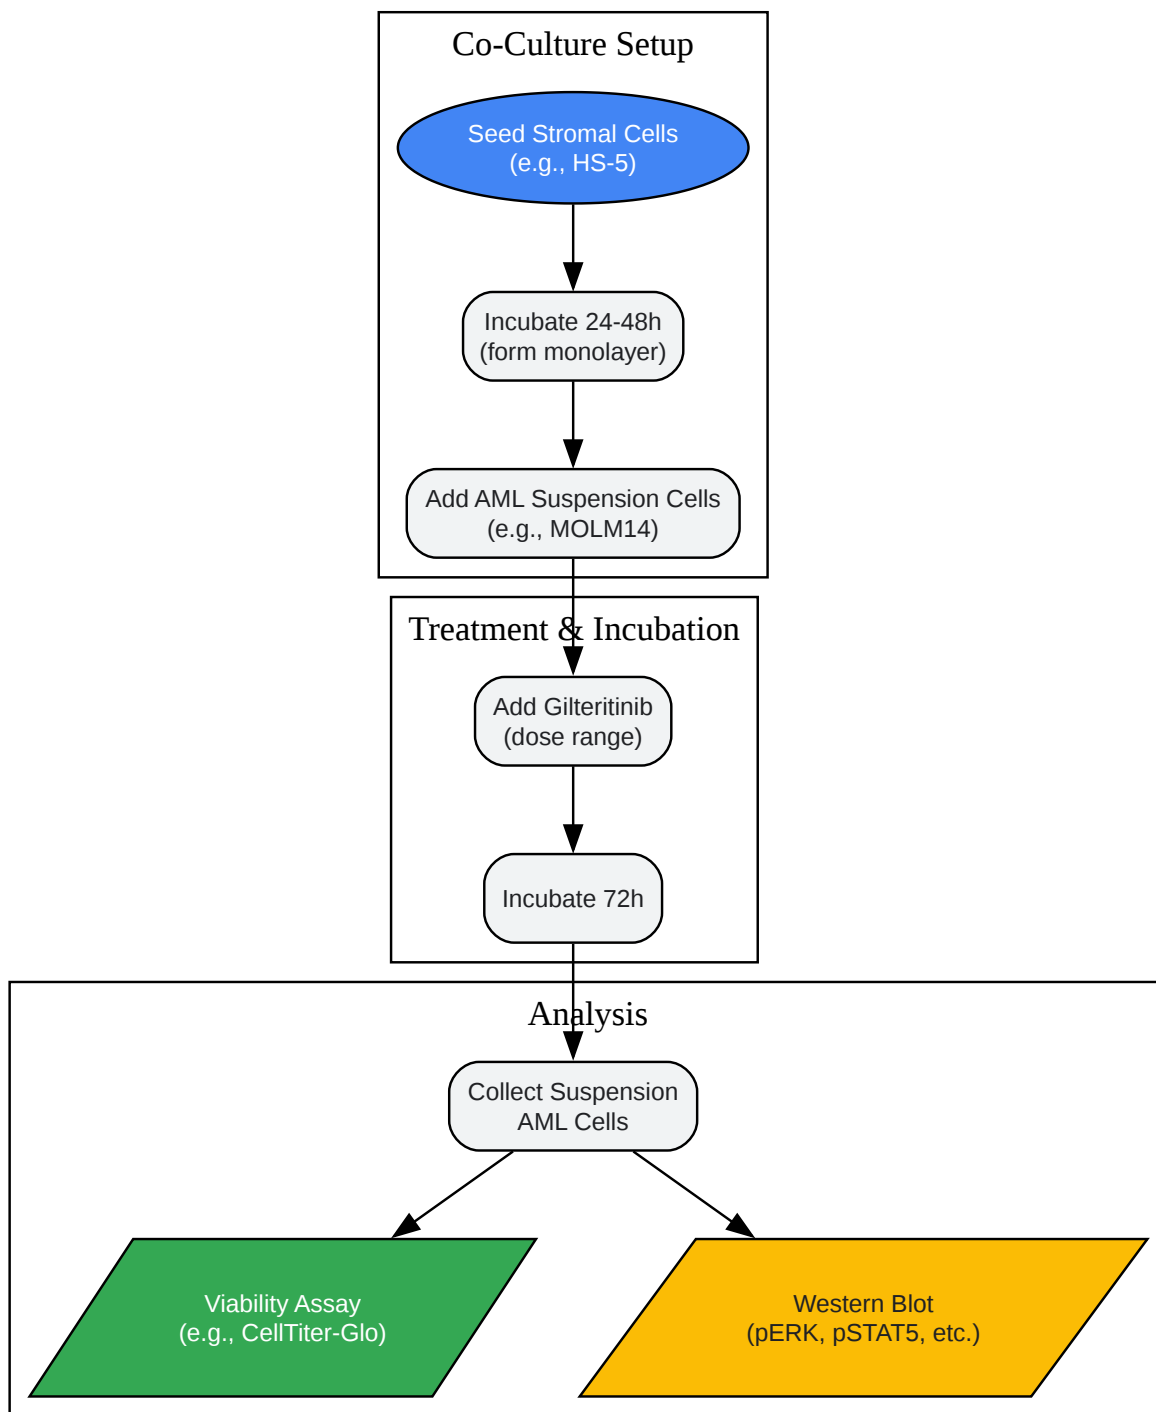 Co-Culture Setup
Seed Stromal Cells
(e.g., HS-5)
Incubate 24-48h
(form monolayer)
Add AML Suspension Cells
(e.g., MOLM14)
Treatment & Incubation
Add Gilteritinib
(dose range)
Incubate 72h
Analysis
Collect Suspension
AML Cells
Viability Assay
(e.g., CellTiter-Glo)
Western Blot
(pERK, pSTAT5, etc.)